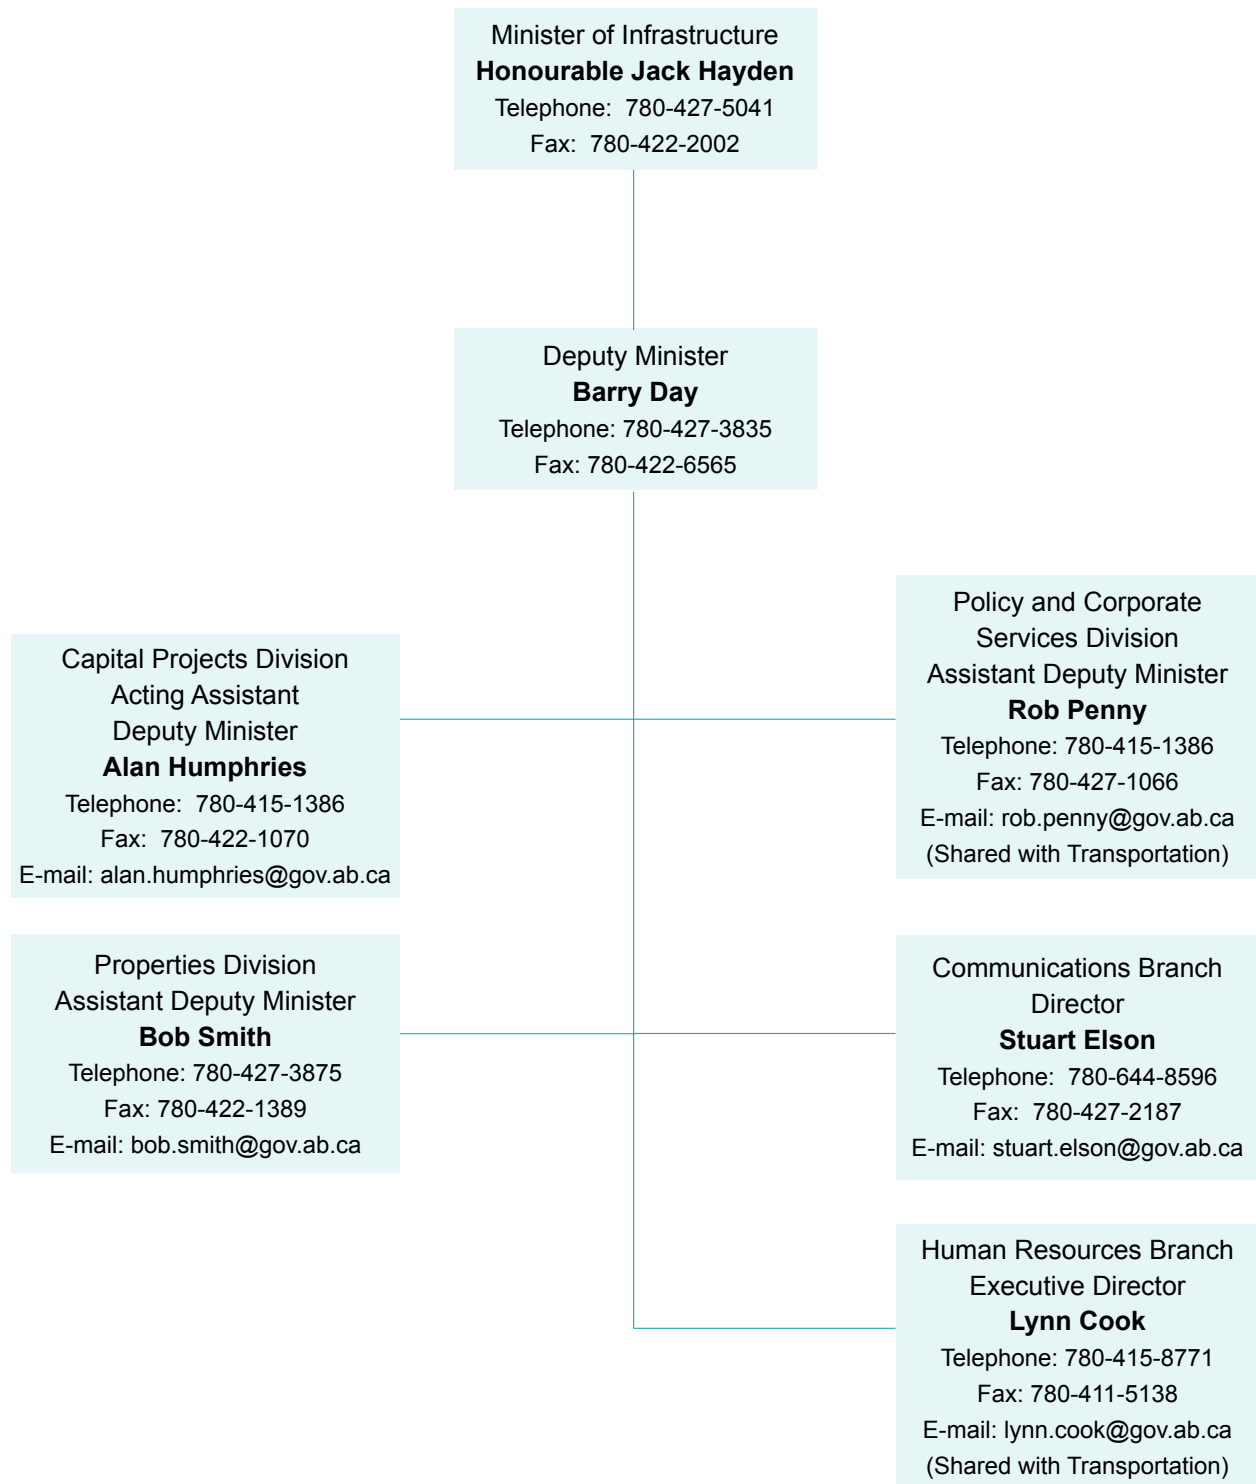 Minister of Infrastructure
Honourable Jack Hayden
Telephone: 780-427-5041
Fax: 780-422-2002
Deputy Minister
Barry Day
Telephone: 780-427-3835
Fax: 780-422-6565
Capital Projects Division
Acting Assistant
Deputy Minister
Alan Humphries
Telephone: 780-415-1386
Fax: 780-422-1070
E-mail: alan.humphries@gov.ab.ca
Policy and Corporate
Services Division
Assistant Deputy Minister
Rob Penny
Telephone: 780-415-1386
Fax: 780-427-1066
E-mail: rob.penny@gov.ab.ca
(Shared with Transportation)
Properties Division
Assistant Deputy Minister
Bob Smith
Telephone: 780-427-3875
Fax: 780-422-1389
E-mail: bob.smith@gov.ab.ca
Communications Branch
Director
Stuart Elson
Telephone: 780-644-8596
Fax: 780-427-2187
E-mail: stuart.elson@gov.ab.ca
Human Resources Branch
Executive Director
Lynn Cook
Telephone: 780-415-8771
Fax: 780-411-5138
E-mail: lynn.cook@gov.ab.ca
(Shared with Transportation)